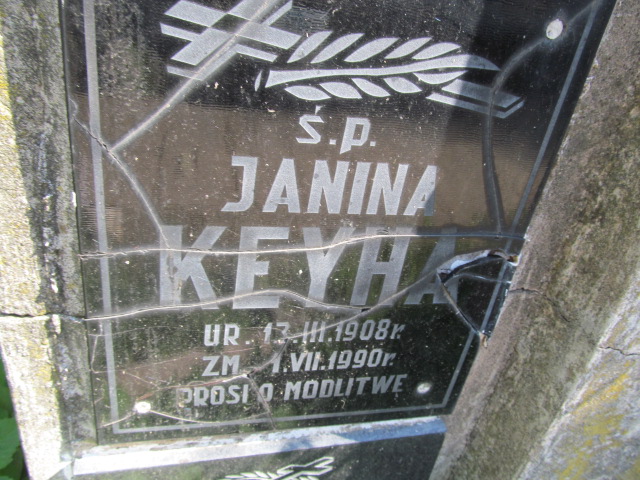 ś.p.
JANINA
KEYHA
UR. 13.III.1908r.
ZM 1.VII.1990r.
PROSI O MODLITWĘ